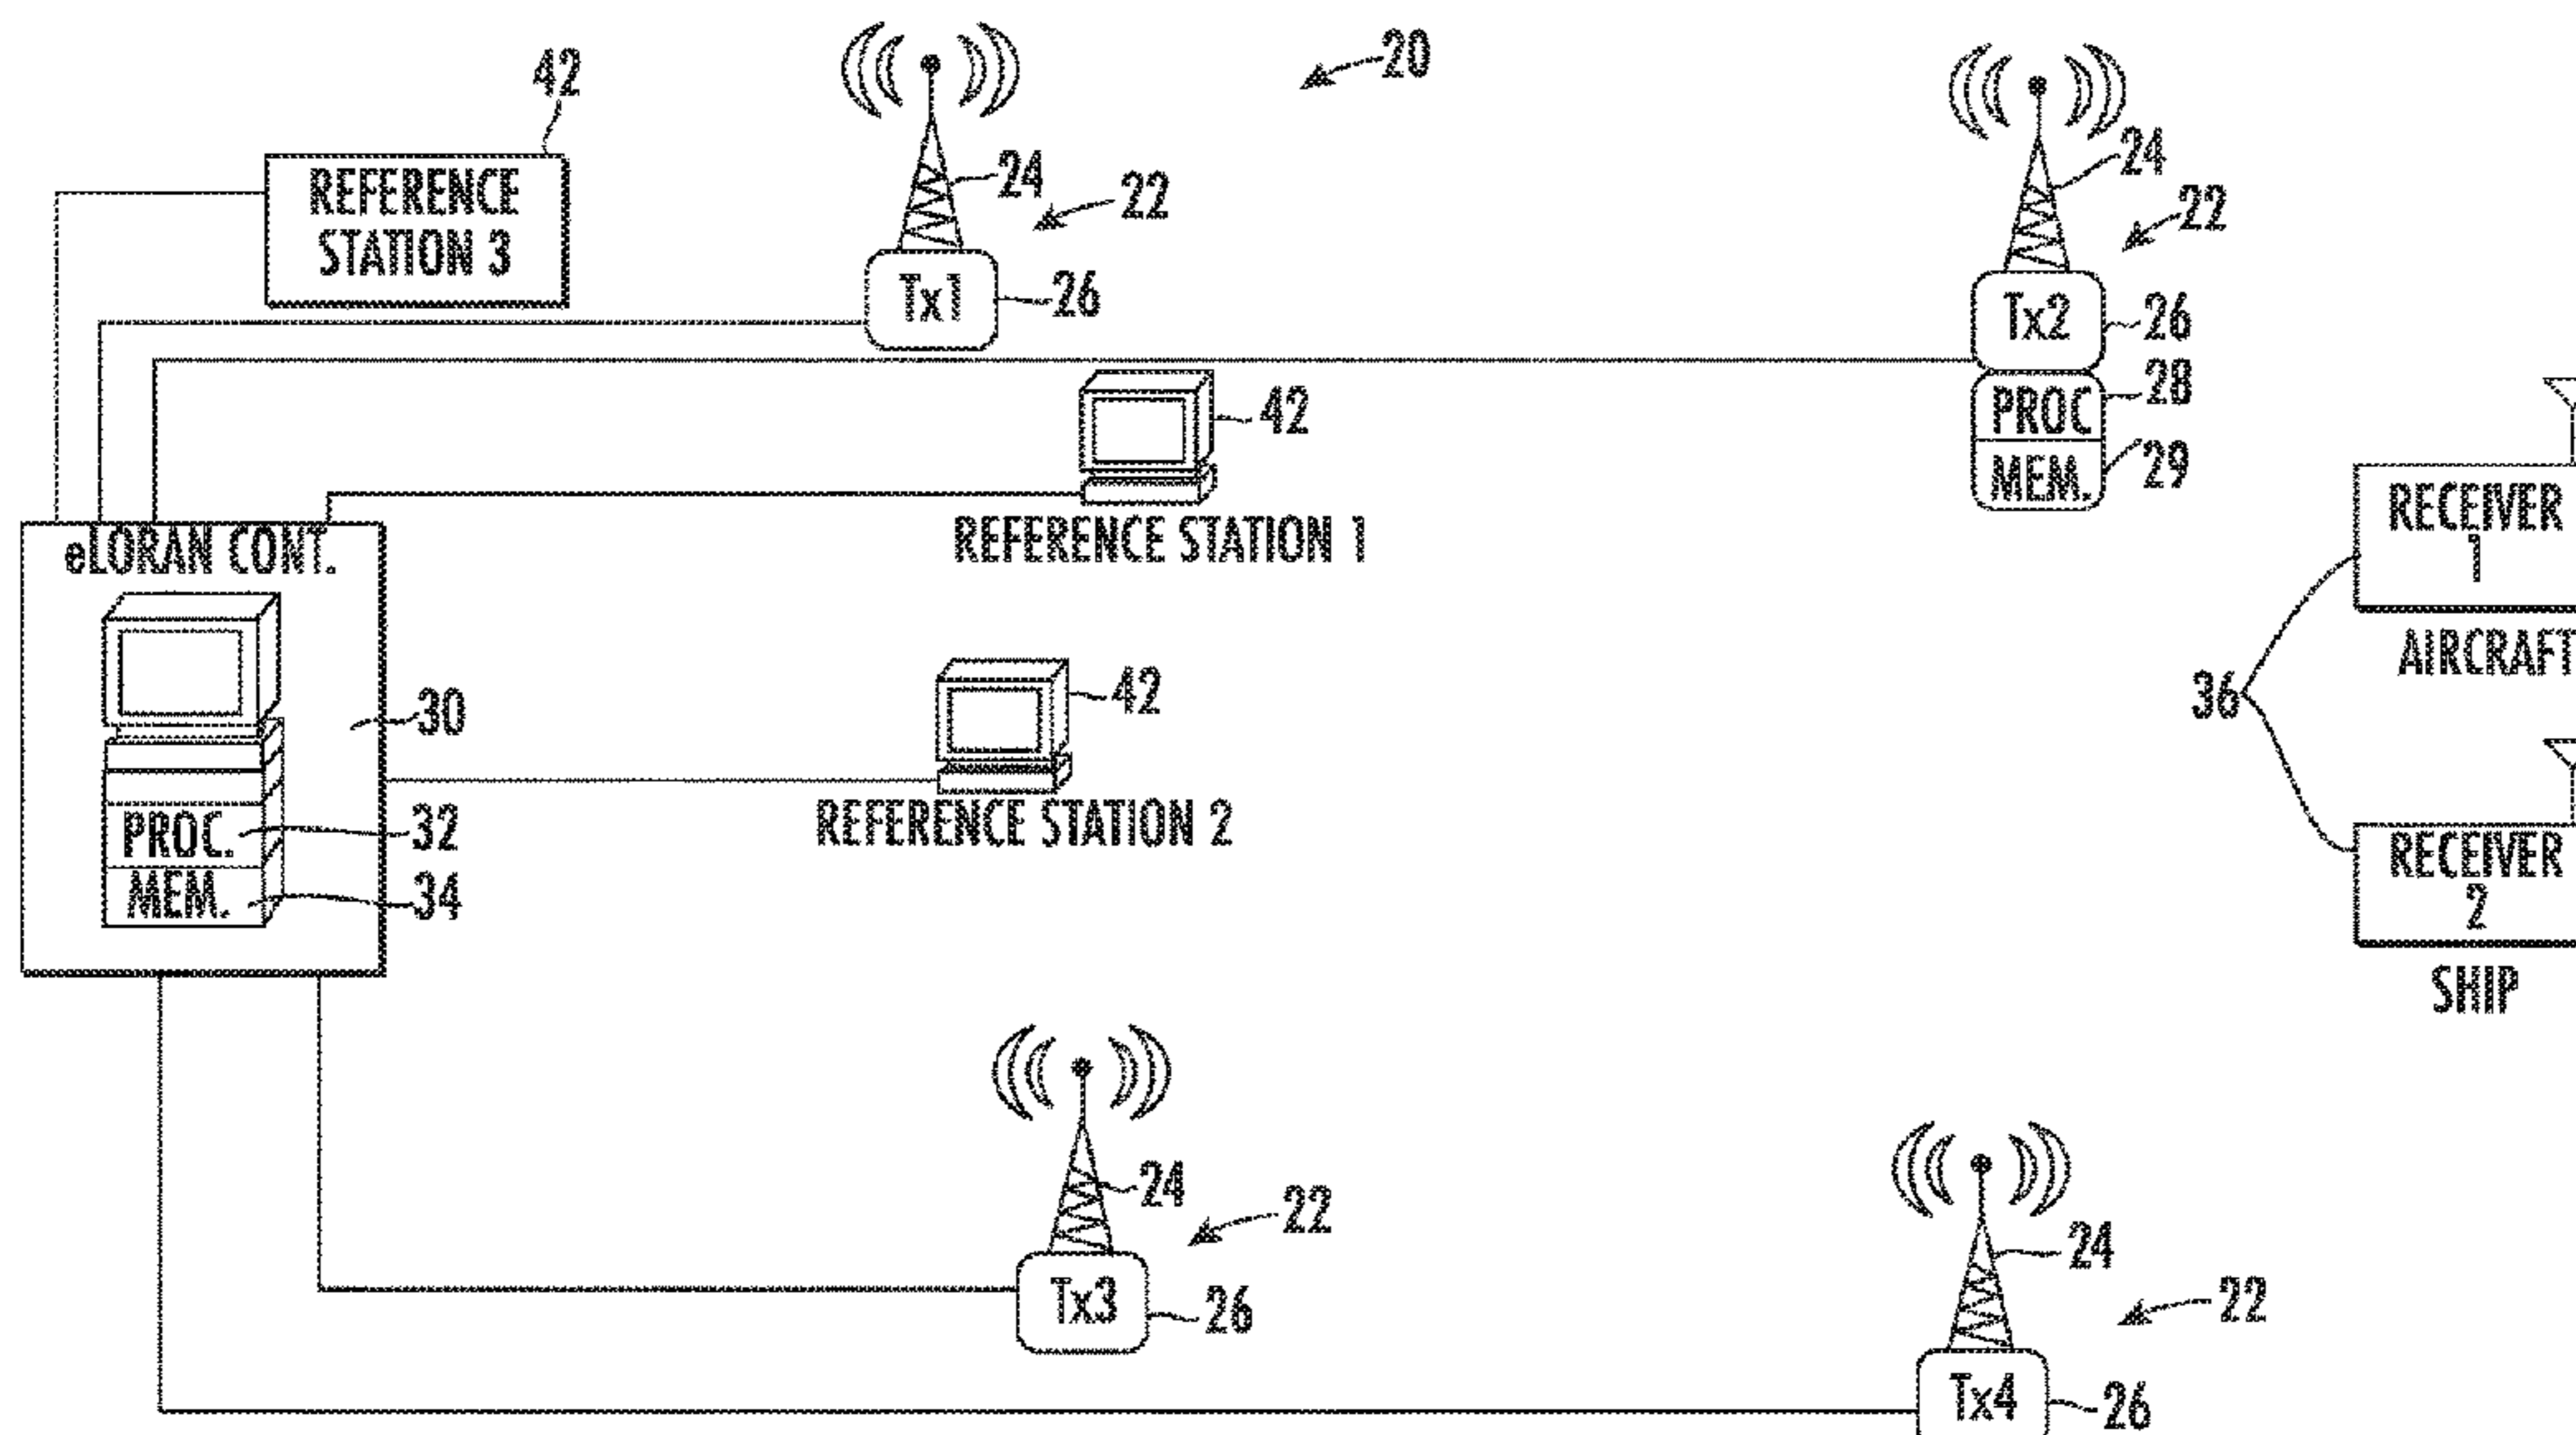 20
42
REFERENCE
STATION 3
24
22
Tx1
26
24
22
Tx2
26
PROC
28
MEM.
29
42
REFERENCE STATION 1
eLORAN CONT.
30
PROC.
32
MEM.
34
42
REFERENCE STATION 2
RECEIVER
1
AIRCRAFT
36
RECEIVER
2
SHIP
24
22
Tx3
26
24
22
Tx4
26